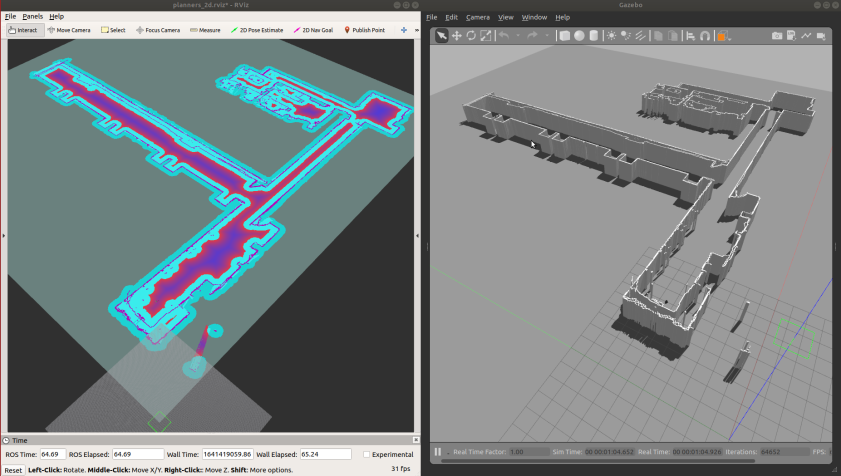 planners_2d.rviz* - RViz
File Panels Help
Interact Move Camera Select Focus Camera Measure 2D Pose Estimate 2D Nav Goal Publish Point »
Time
ROS Time: 64.69 ROS Elapsed: 64.69 Wall Time: 1641419059.86 Wall Elapsed: 65.24 Experimental
Reset Left-Click: Rotate. Middle-Click: Move X/Y. Right-Click: Move Z. Shift: More options. 31 fps
Gazebo
File Edit Camera View Window Help
Real Time Factor: 1.00 Sim Time: 00 00:01:04.652 Real Time: 00 00:01:04.926 Iterations: 64652 FPS: